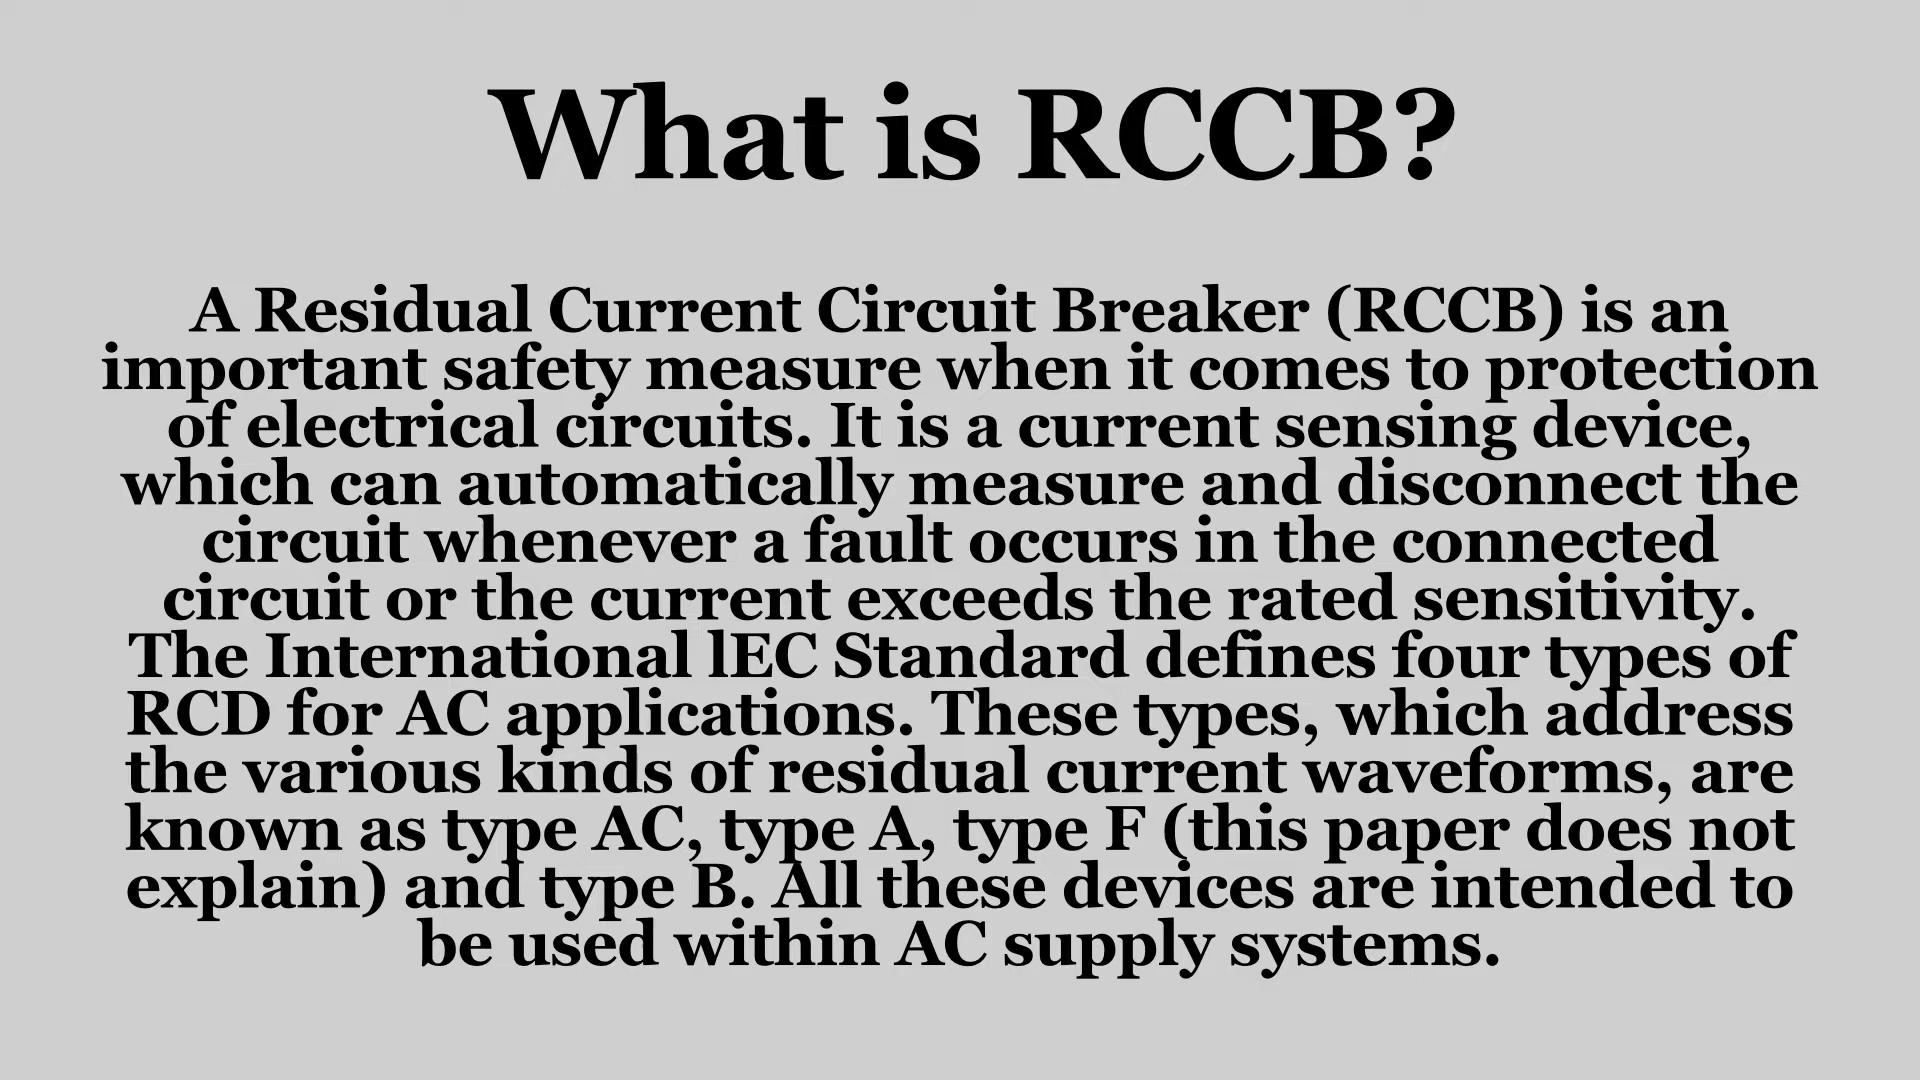 What is RCCB?
A Residual Current Circuit Breaker (RCCB) is an
important safety measure when it comes to protection
of electrical circuits. It is a current sensing device,
which can automatically measure and disconnect the
circuit whenever a fault occurs in the connected
circuit or the current exceeds the rated sensitivity.
The International lEC Standard defines four types of
RCD for AC applications. These types, which address
the various kinds of residual current waveforms, are
known as type AC, type A, type F (this paper does not
explain) and type B. All these devices are intended to
be used within AC supply systems.